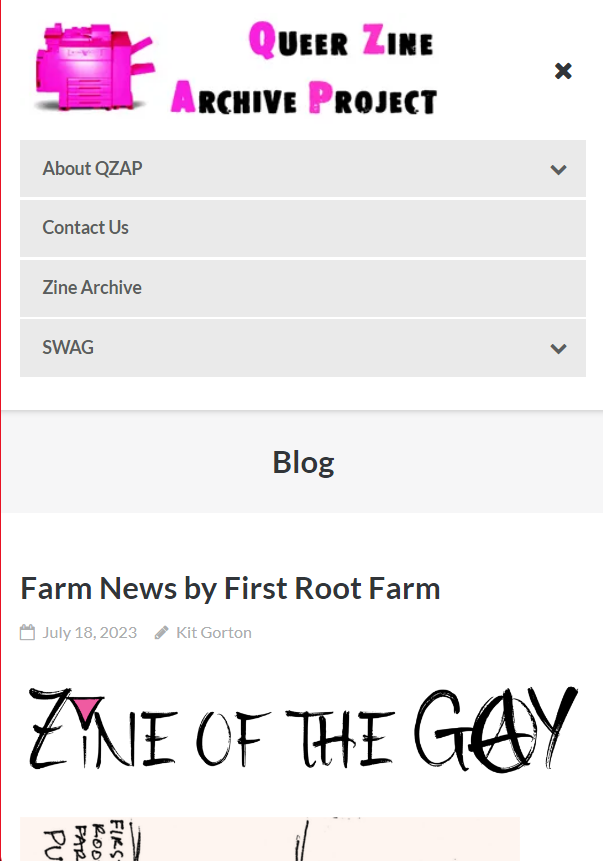 Queer Zine
Archive Project
About QZAP
Contact Us
Zine Archive
SWAG
Blog
Farm News by First Root Farm
July 18, 2023 Kit Gorton
ZINE OF THE GAY